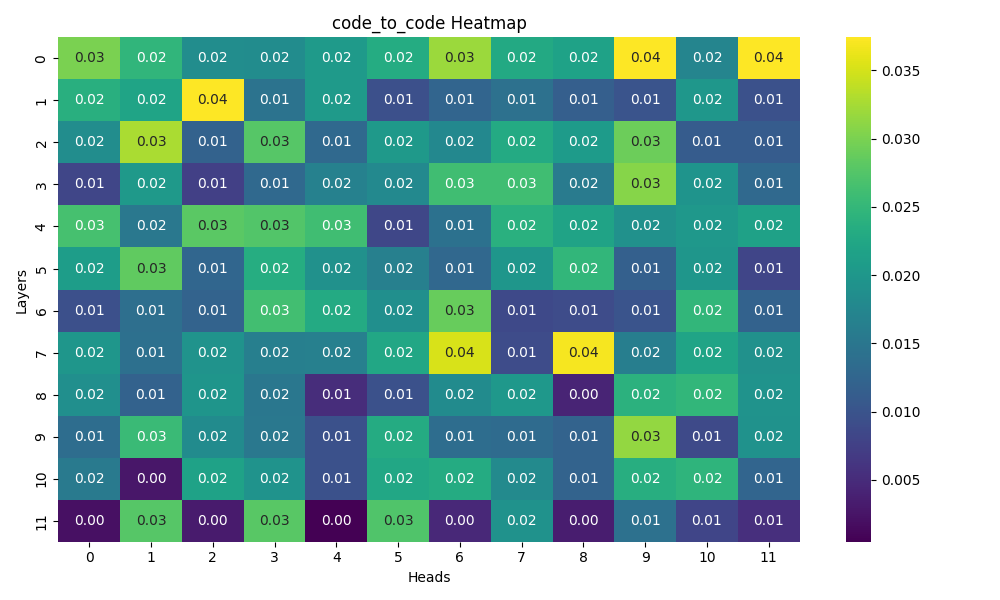 code_to_code Heatmap
0 0.03 0.02 0.02 0.02 0.02 0.02 0.03 0.02 0.02 0.04 0.02 0.04
1 0.02 0.02 0.04 0.01 0.02 0.01 0.01 0.01 0.01 0.01 0.02 0.01
2 0.02 0.03 0.01 0.03 0.01 0.02 0.02 0.02 0.02 0.03 0.01 0.01
3 0.01 0.02 0.01 0.01 0.02 0.02 0.03 0.03 0.02 0.03 0.02 0.01
4 0.03 0.02 0.03 0.03 0.03 0.01 0.01 0.02 0.02 0.02 0.02 0.02
5 0.02 0.03 0.01 0.02 0.02 0.02 0.01 0.02 0.02 0.01 0.02 0.01
6 0.01 0.01 0.01 0.03 0.02 0.02 0.03 0.01 0.01 0.01 0.02 0.01
7 0.02 0.01 0.02 0.02 0.02 0.02 0.04 0.01 0.04 0.02 0.02 0.02
8 0.02 0.01 0.02 0.02 0.01 0.01 0.02 0.02 0.00 0.02 0.02 0.02
9 0.01 0.03 0.02 0.02 0.01 0.02 0.01 0.01 0.01 0.03 0.01 0.02
10 0.02 0.00 0.02 0.02 0.01 0.02 0.02 0.02 0.01 0.02 0.02 0.01
11 0.00 0.03 0.00 0.03 0.00 0.03 0.00 0.02 0.00 0.01 0.01 0.01
0 1 2 3 4 5 6 7 8 9 10 11
Heads
Layers
0.035
0.030
0.025
0.020
0.015
0.010
0.005